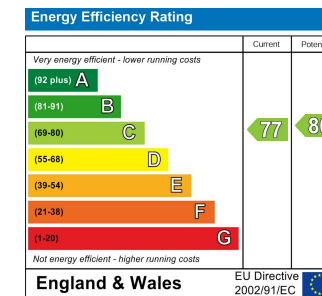 Energy Efficiency Rating
Current
Very energy efficient - lower running costs
(92 plus) A
(81-91) B
(69-80) C
77
(55-68) D
(39-54) E
(21-38) F
(1-20) G
Not energy efficient - higher running costs
England & Wales
EU Directive
2002/91/EC